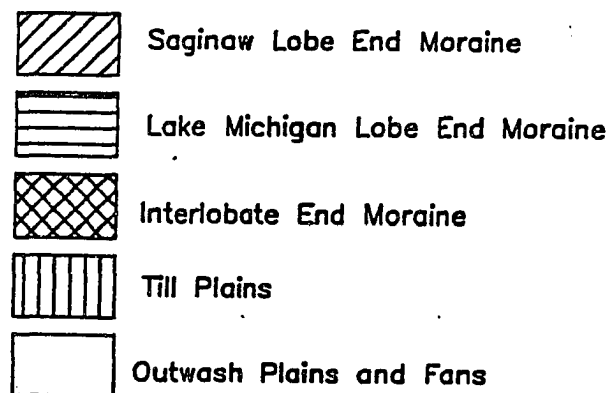 Saginaw Lobe End Moraine
Lake Michigan Lobe End Moraine
Interlobate End Moraine
Till Plains
Outwash Plains and Fans